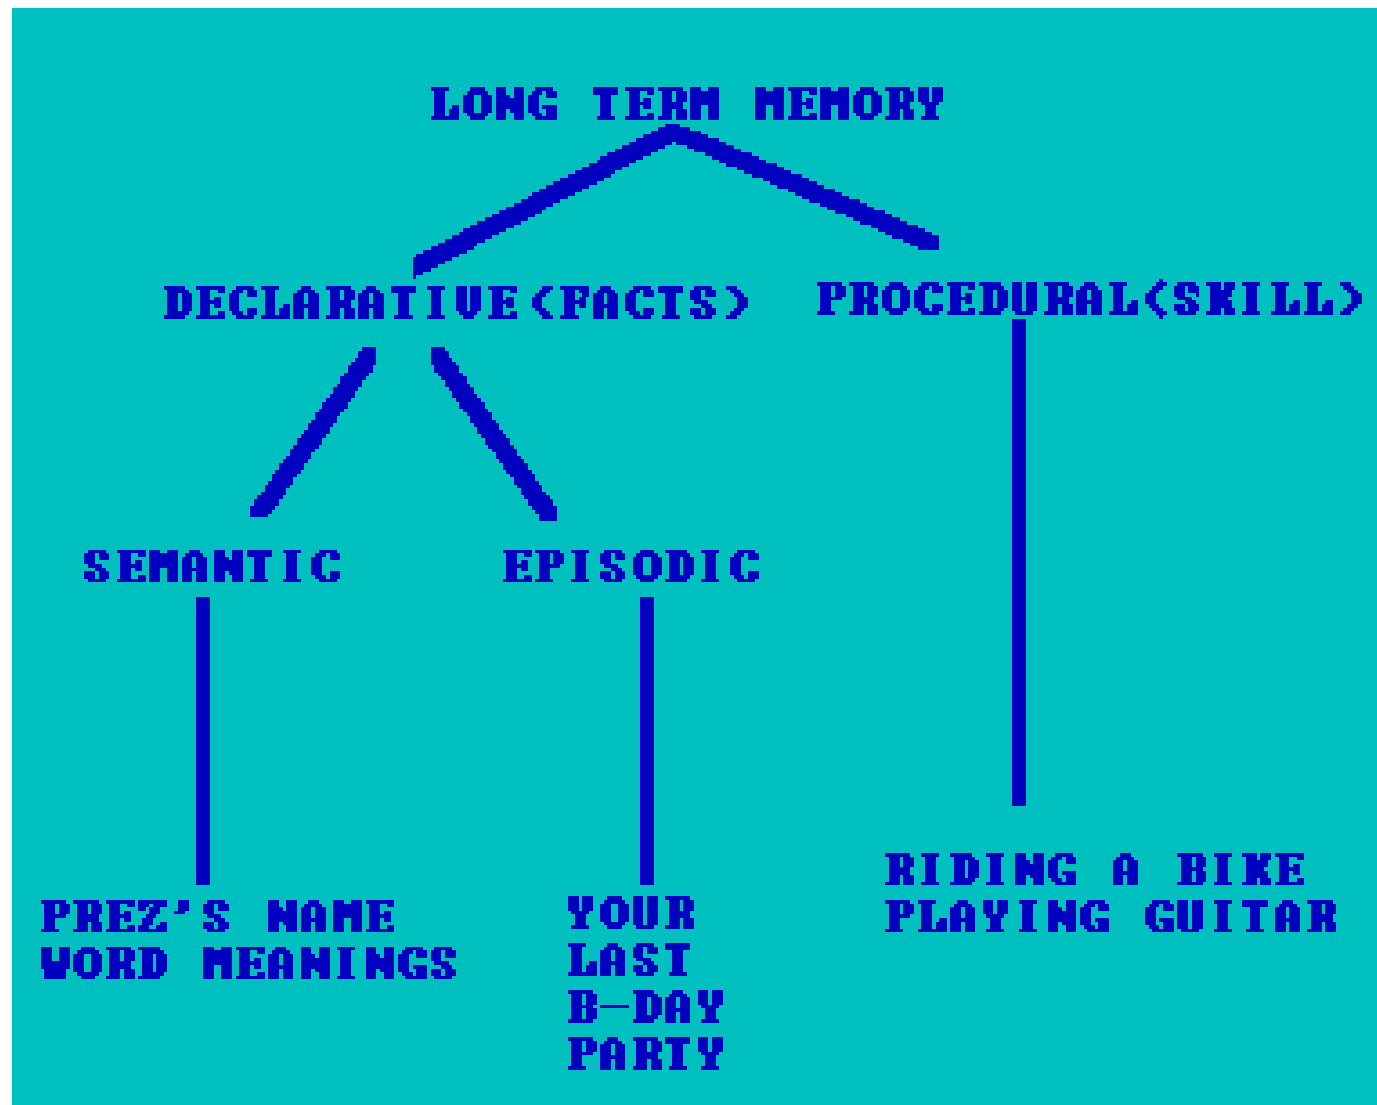 LONG TERM MEMORY
DECLARATIVE(FACTS)
PROCEDURAL(SKILL)
SEMANTIC
EPISODIC
PREZ'S NAME
WORD MEANINGS
YOUR
LAST
B-DAY
PARTY
RIDING A BIKE
PLAYING GUITAR